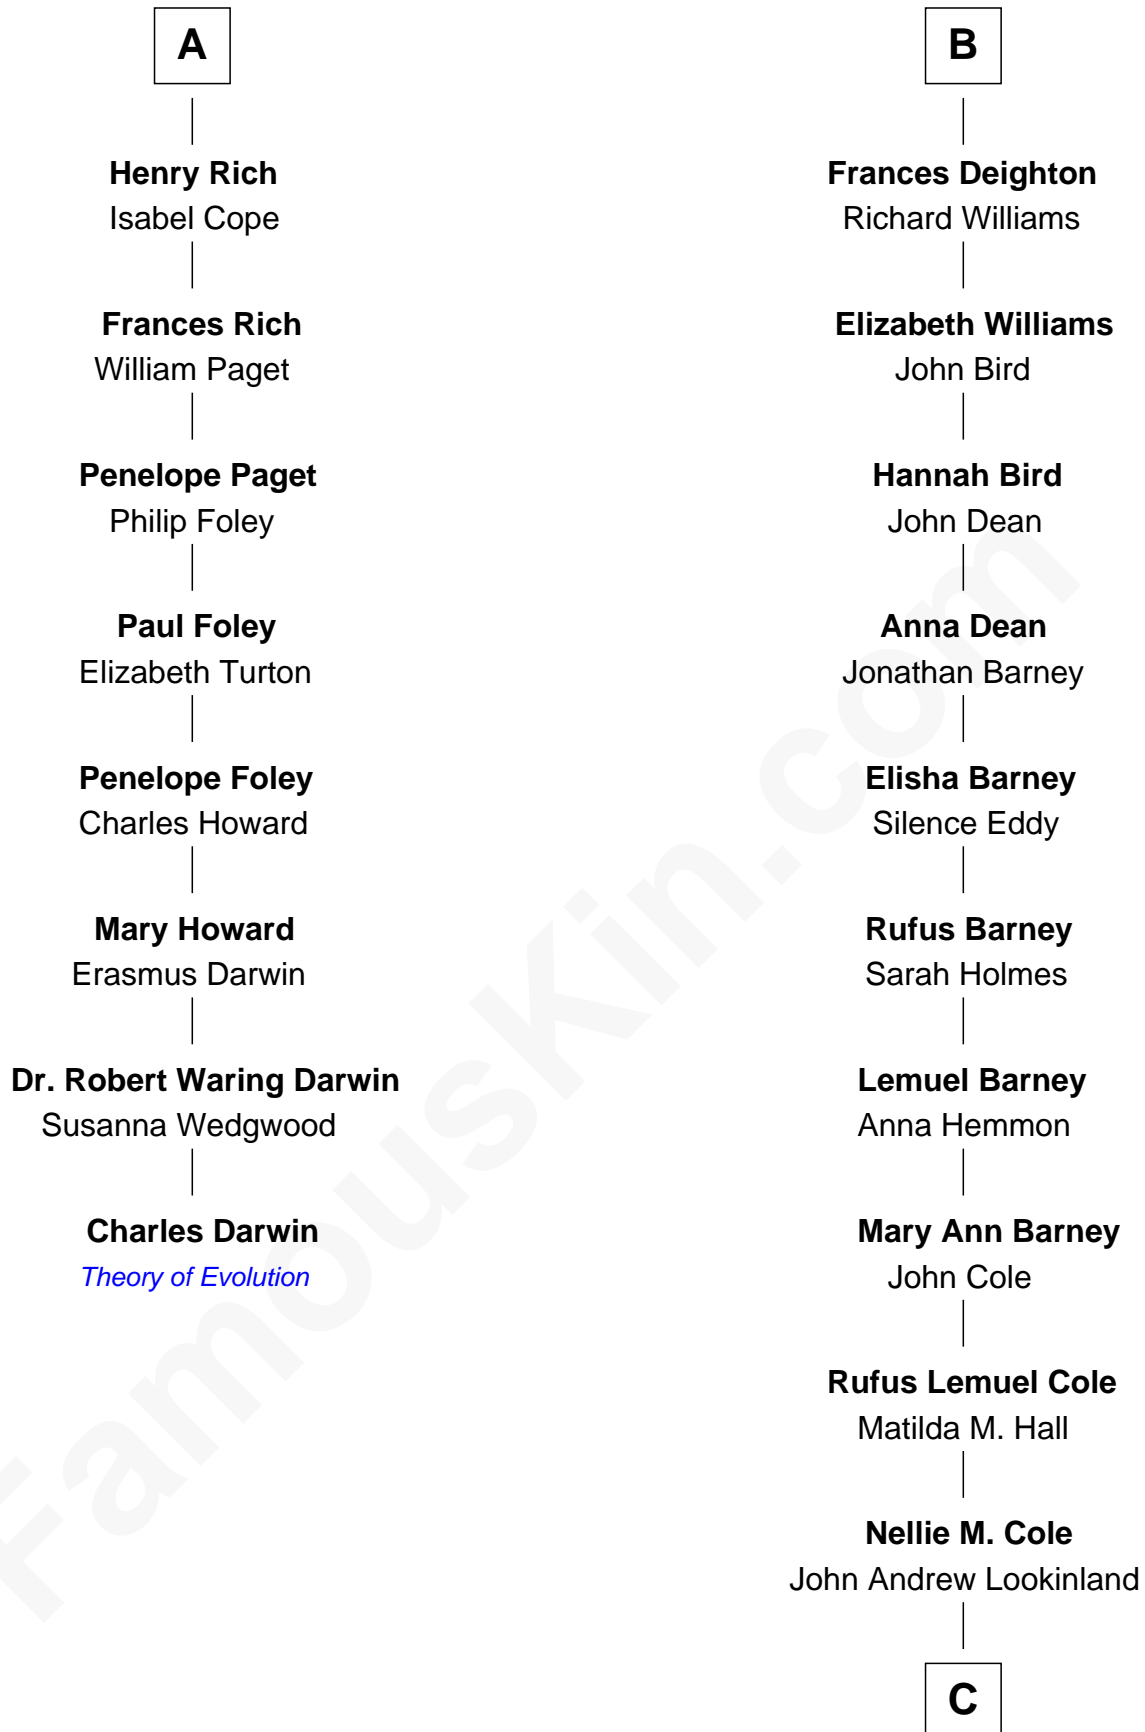 A
Henry Rich
Isabel Cope
Frances Rich
William Paget
Penelope Paget
Philip Foley
Paul Foley
Elizabeth Turton
Penelope Foley
Charles Howard
Mary Howard
Erasmus Darwin
Dr. Robert Waring Darwin
Susanna Wedgwood
Charles Darwin
Theory of Evolution
B
Frances Deighton
Richard Williams
Elizabeth Williams
John Bird
Hannah Bird
John Dean
Anna Dean
Jonathan Barney
Elisha Barney
Silence Eddy
Rufus Barney
Sarah Holmes
Lemuel Barney
Anna Hemmon
Mary Ann Barney
John Cole
Rufus Lemuel Cole
Matilda M. Hall
Nellie M. Cole
John Andrew Lookinland
C
FamousKin.com